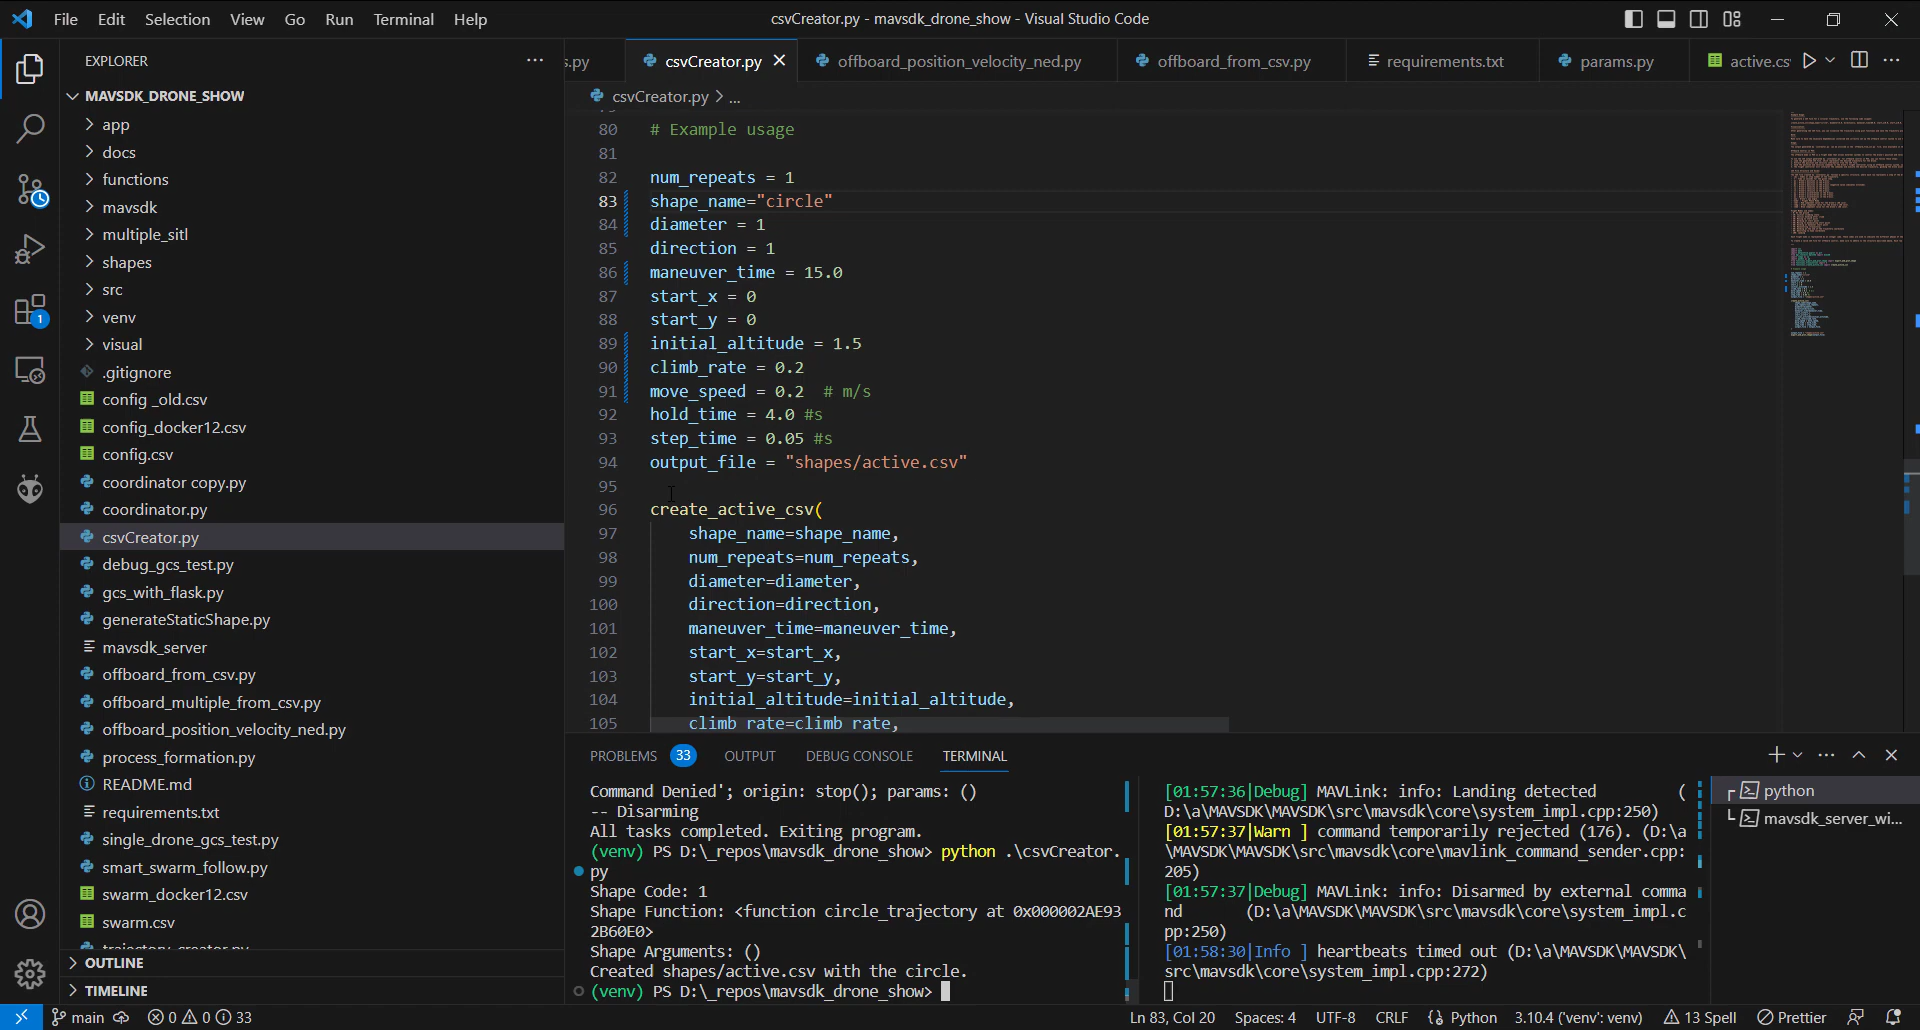 File Edit Selection View Go Run Terminal Help
csvCreator.py - mavsdk_drone_show - Visual Studio Code
EXPLORER
MAVSDK_DRONE_SHOW
app
docs
functions
mavsdk
multiple_sitl
shapes
src
venv
visual
.gitignore
config _old.csv
config_docker12.csv
config.csv
coordinator copy.py
coordinator.py
csvCreator.py
debug_gcs_test.py
gcs_with_flask.py
generateStaticShape.py
mavsdk_server
offboard_from_csv.py
offboard_multiple_from_csv.py
offboard_position_velocity_ned.py
process_formation.py
README.md
requirements.txt
single_drone_gcs_test.py
smart_swarm_follow.py
swarm_docker12.csv
swarm.csv
trajectory_creator.py
OUTLINE
TIMELINE
1
s.py csvCreator.py offboard_position_velocity_ned.py offboard_from_csv.py requirements.txt params.py active.cs
csvCreator.py > ...
80 # Example usage
81
82 num_repeats = 1
83 shape_name="circle"
84 diameter = 1
85 direction = 1
86 maneuver_time = 15.0
87 start_x = 0
88 start_y = 0
89 initial_altitude = 1.5
90 climb_rate = 0.2
91 move_speed = 0.2  # m/s
92 hold_time = 4.0 #s
93 step_time = 0.05 #s
94 output_file = "shapes/active.csv"
95
96 create_active_csv(
97 shape_name=shape_name,
98 num_repeats=num_repeats,
99 diameter=diameter,
100 direction=direction,
101 maneuver_time=maneuver_time,
102 start_x=start_x,
103 start_y=start_y,
104 initial_altitude=initial_altitude,
105 climb_rate=climb_rate,
PROBLEMS 33 OUTPUT DEBUG CONSOLE TERMINAL
Command Denied'; origin: stop(); params: ()
-- Disarming
All tasks completed. Exiting program.
(venv) PS D:\_repos\mavsdk_drone_show> python .\csvCreator.
py
Shape Code: 1
Shape Function: <function circle_trajectory at 0x000002AE93
2B60E0>
Shape Arguments: ()
Created shapes/active.csv with the circle.
(venv) PS D:\_repos\mavsdk_drone_show>
[01:57:36|Debug] MAVLink: info: Landing detected (
D:\a\MAVSDK\MAVSDK\src\mavsdk\core\system_impl.cpp:250)
[01:57:37|Warn ] command temporarily rejected (176). (D:\a
\MAVSDK\MAVSDK\src\mavsdk\core\mavlink_command_sender.cpp:
205)
[01:57:37|Debug] MAVLink: info: Disarmed by external comma
nd (D:\a\MAVSDK\MAVSDK\src\mavsdk\core\system_impl.c
pp:250)
[01:58:30|Info ] heartbeats timed out (D:\a\MAVSDK\MAVSDK\
src\mavsdk\core\system_impl.cpp:272)
python
mavsdk_server_wi...
main 0 0 33 Ln 83, Col 20 Spaces: 4 UTF-8 CRLF Python 3.10.4 ('venv': venv) 13 Spell Prettier